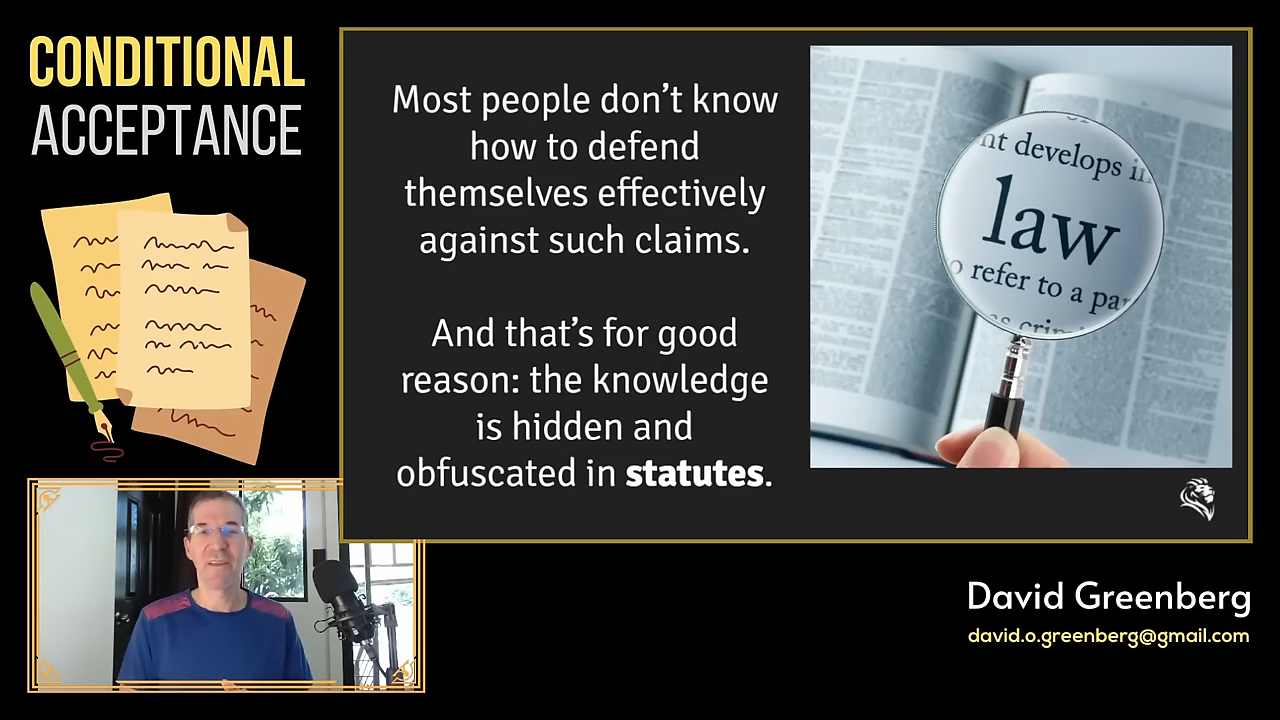 CONDITIONAL
ACCEPTANCE
Most people don’t know
how to defend
themselves effectively
against such claims.
And that’s for good
reason: the knowledge
is hidden and
obfuscated in statutes.
nt develops in
law
o refer to a pa
David Greenberg
david.o.greenberg@gmail.com